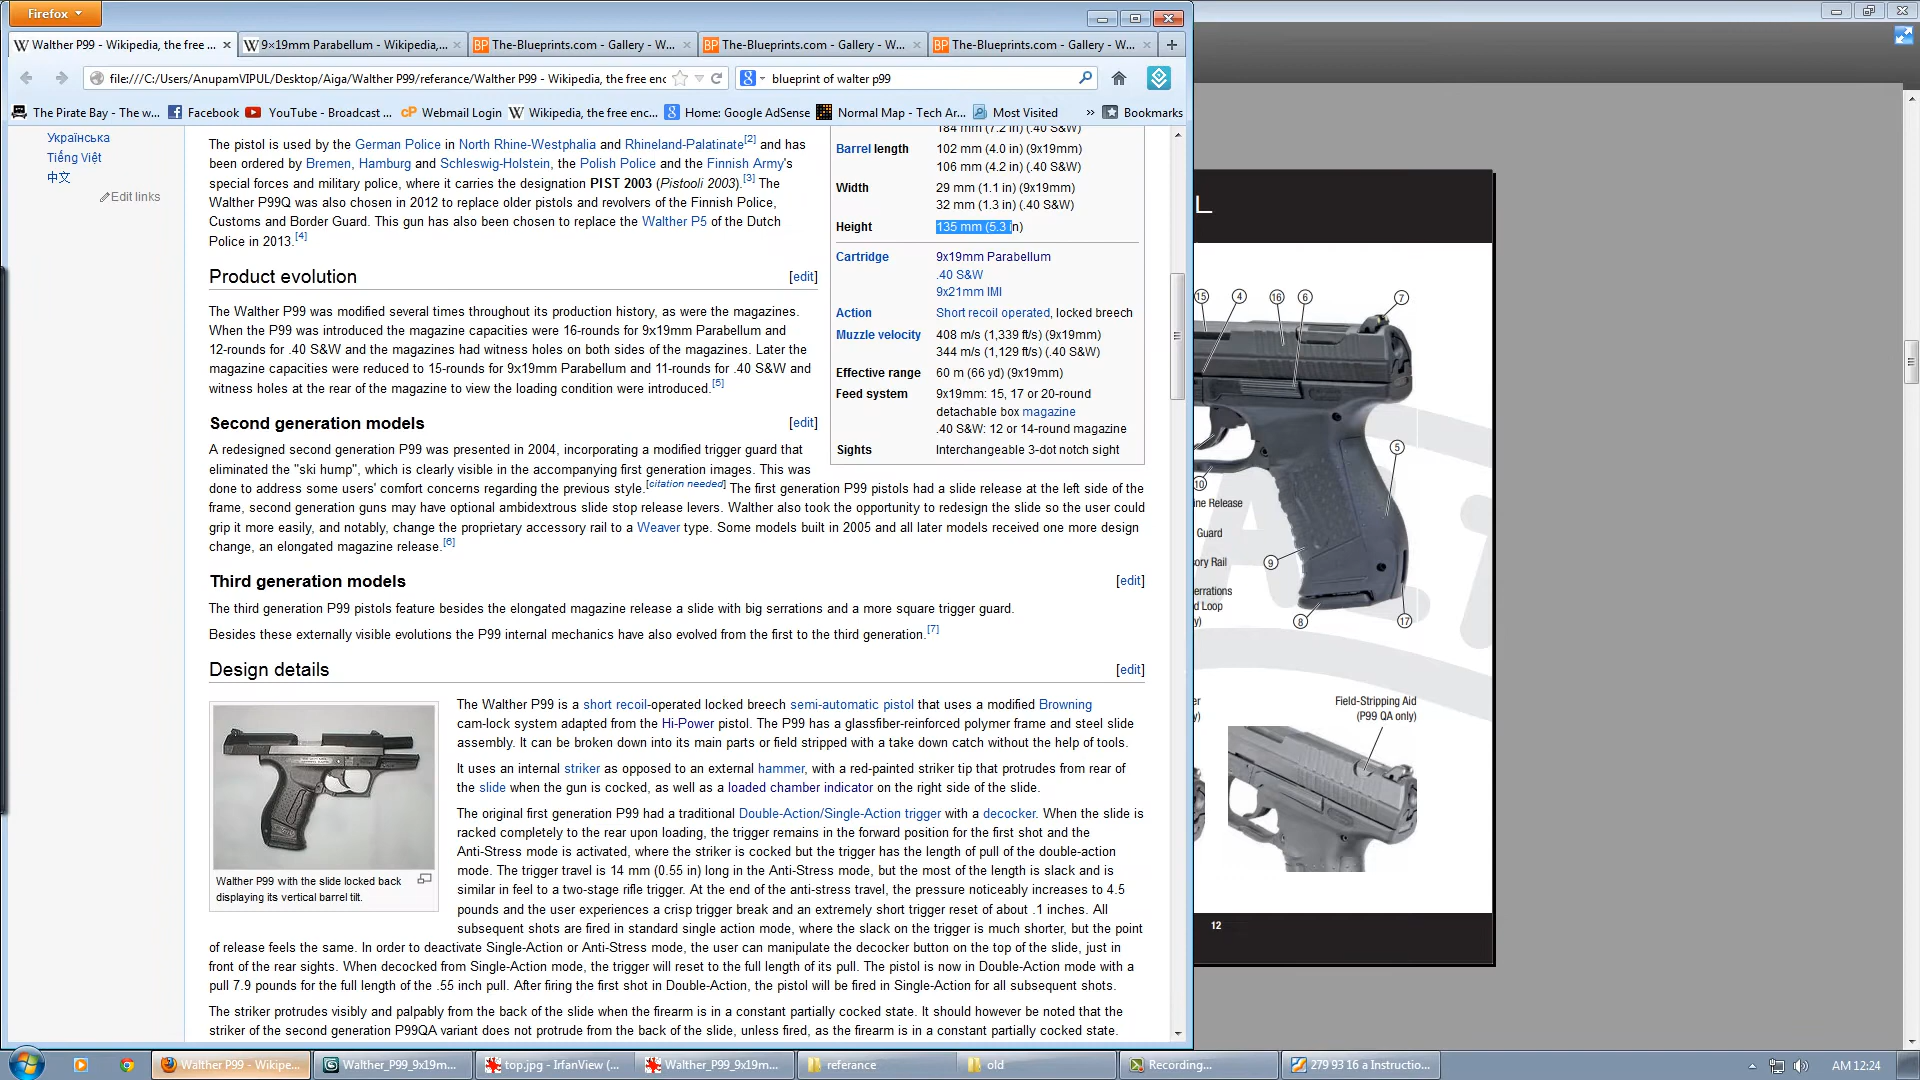 Firefox
Walther P99 - Wikipedia, the free ...
9×19mm Parabellum - Wikipedia,...
The-Blueprints.com - Gallery - W...
The-Blueprints.com - Gallery - W...
The-Blueprints.com - Gallery - W...
file:///C:/Users/AnupamVIPUL/Desktop/Aiga/Walther P99/referance/Walther P99 - Wikipedia, the free enc
blueprint of walter p99
The Pirate Bay - The w...
Facebook
YouTube - Broadcast ...
Webmail Login
Wikipedia, the free enc...
Home: Google AdSense
Normal Map - Tech Ar...
Most Visited
»
Bookmarks
Українська
Tiếng Việt
中文
Edit links
The pistol is used by the German Police in North Rhine-Westphalia and Rhineland-Palatinate[2] and has
been ordered by Bremen, Hamburg and Schleswig-Holstein, the Polish Police and the Finnish Army's
special forces and military police, where it carries the designation PIST 2003 (Pistooli 2003).[3] The
Walther P99Q was also chosen in 2012 to replace older pistols and revolvers of the Finnish Police,
Customs and Border Guard. This gun has also been chosen to replace the Walther P5 of the Dutch
Police in 2013.[4]
184 mm (7.2 in) (.40 S&W)
Barrel length 102 mm (4.0 in) (9x19mm)
106 mm (4.2 in) (.40 S&W)
Width 29 mm (1.1 in) (9x19mm)
32 mm (1.3 in) (.40 S&W)
Height 135 mm (5.3 in)
Cartridge 9x19mm Parabellum
.40 S&W
9x21mm IMI
Action Short recoil operated, locked breech
Muzzle velocity 408 m/s (1,339 ft/s) (9x19mm)
344 m/s (1,129 ft/s) (.40 S&W)
Effective range 60 m (66 yd) (9x19mm)
Feed system 9x19mm: 15, 17 or 20-round
detachable box magazine
.40 S&W: 12 or 14-round magazine
Sights Interchangeable 3-dot notch sight
Product evolution [edit]
The Walther P99 was modified several times throughout its production history, as were the magazines.
When the P99 was introduced the magazine capacities were 16-rounds for 9x19mm Parabellum and
12-rounds for .40 S&W and the magazines had witness holes on both sides of the magazines. Later the
magazine capacities were reduced to 15-rounds for 9x19mm Parabellum and 11-rounds for .40 S&W and
witness holes at the rear of the magazine to view the loading condition were introduced.[5]
Second generation models [edit]
A redesigned second generation P99 was presented in 2004, incorporating a modified trigger guard that
eliminated the "ski hump", which is clearly visible in the accompanying first generation images. This was
done to address some users' comfort concerns regarding the previous style.[citation needed] The first generation P99 pistols had a slide release at the left side of the
frame, second generation guns may have optional ambidextrous slide stop release levers. Walther also took the opportunity to redesign the slide so the user could
grip it more easily, and notably, change the proprietary accessory rail to a Weaver type. Some models built in 2005 and all later models received one more design
change, an elongated magazine release.[6]
Third generation models [edit]
The third generation P99 pistols feature besides the elongated magazine release a slide with big serrations and a more square trigger guard.
Besides these externally visible evolutions the P99 internal mechanics have also evolved from the first to the third generation.[7]
Design details [edit]
The Walther P99 is a short recoil-operated locked breech semi-automatic pistol that uses a modified Browning
cam-lock system adapted from the Hi-Power pistol. The P99 has a glassfiber-reinforced polymer frame and steel slide
assembly. It can be broken down into its main parts or field stripped with a take down catch without the help of tools.
It uses an internal striker as opposed to an external hammer, with a red-painted striker tip that protrudes from rear of
the slide when the gun is cocked, as well as a loaded chamber indicator on the right side of the slide.
The original first generation P99 had a traditional Double-Action/Single-Action trigger with a decocker. When the slide is
racked completely to the rear upon loading, the trigger remains in the forward position for the first shot and the
Anti-Stress mode is activated, where the striker is cocked but the trigger has the length of pull of the double-action
mode. The trigger travel is 14 mm (0.55 in) long in the Anti-Stress mode, but the most of the length is slack and is
similar in feel to a two-stage rifle trigger. At the end of the anti-stress travel, the pressure noticeably increases to 4.5
pounds and the user experiences a crisp trigger break and an extremely short trigger reset of about .1 inches. All
subsequent shots are fired in standard single action mode, where the slack on the trigger is much shorter, but the point
of release feels the same. In order to deactivate Single-Action or Anti-Stress mode, the user can manipulate the decocker button on the top of the slide, just in
front of the rear sights. When decocked from Single-Action mode, the trigger will reset to the full length of its pull. The pistol is now in Double-Action mode with a
pull 7.9 pounds for the full length of the .55 inch pull. After firing the first shot in Double-Action, the pistol will be fired in Single-Action for all subsequent shots.
The striker protrudes visibly and palpably from the back of the slide when the firearm is in a constant partially cocked state. It should however be noted that the
striker of the second generation P99QA variant does not protrude from the back of the slide, unless fired, as the firearm is in a constant partially cocked state.
Walther P99 with the slide locked back
displaying its vertical barrel tilt.
L
15 4 16 6 7
5
10
ine Release
Guard
9
ory Rail
errations
d Loop
y)
8
17
er
y)
Field-Stripping Aid
(P99 QA only)
12
Walther P99 - Wikipe...
Walther_P99_9x19m...
top.jpg - IrfanView (...
Walther_P99_9x19m...
referance
old
Recording...
279 93 16 a Instructio...
AM 12:24